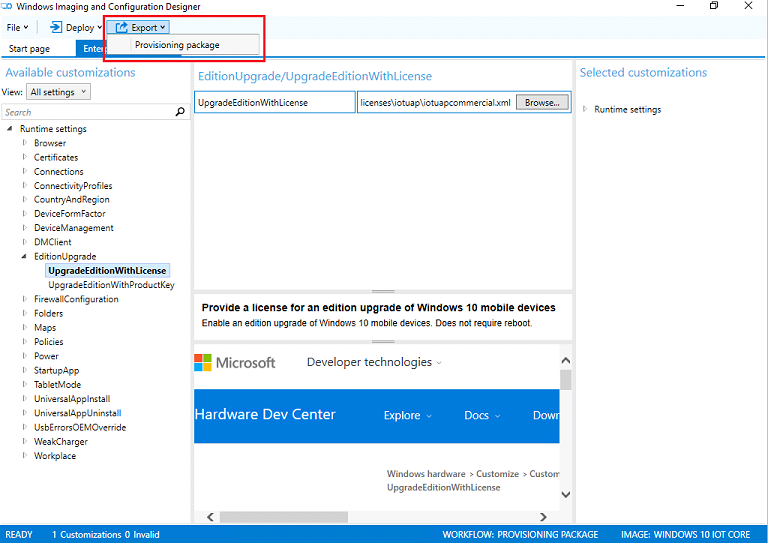 Windows Imaging and Configuration Designer
File Deploy Export
Provisioning package
Start page
Available customizations
View: All settings
Search
Runtime settings
Browser
Certificates
Connections
ConnectivityProfiles
CountryAndRegion
DeviceFormFactor
DeviceManagement
DMClient
EditionUpgrade
UpgradeEditionWithLicense
UpgradeEditionWithProductKey
FirewallConfiguration
Folders
Maps
Policies
Power
StartupApp
TabletMode
UniversalAppInstall
UniversalAppUninstall
UsbErrorsOEMOverride
WeakCharger
Workplace
EditionUpgrade/UpgradeEditionWithLicense
UpgradeEditionWithLicense licenses\iotuap\iotuapcommercial.xml Browse...
Provide a license for an edition upgrade of Windows 10 mobile devices
Enable an edition upgrade of Windows 10 mobile devices. Does not require reboot.
Microsoft Developer technologies
Hardware Dev Center Explore Docs Down
Windows hardware > Customize > Custom
UpgradeEditionWithLicense
Selected customizations
Runtime settings
READY 1 Customizations 0 Invalid WORKFLOW: PROVISIONING PACKAGE IMAGE: WINDOWS 10 IOT CORE